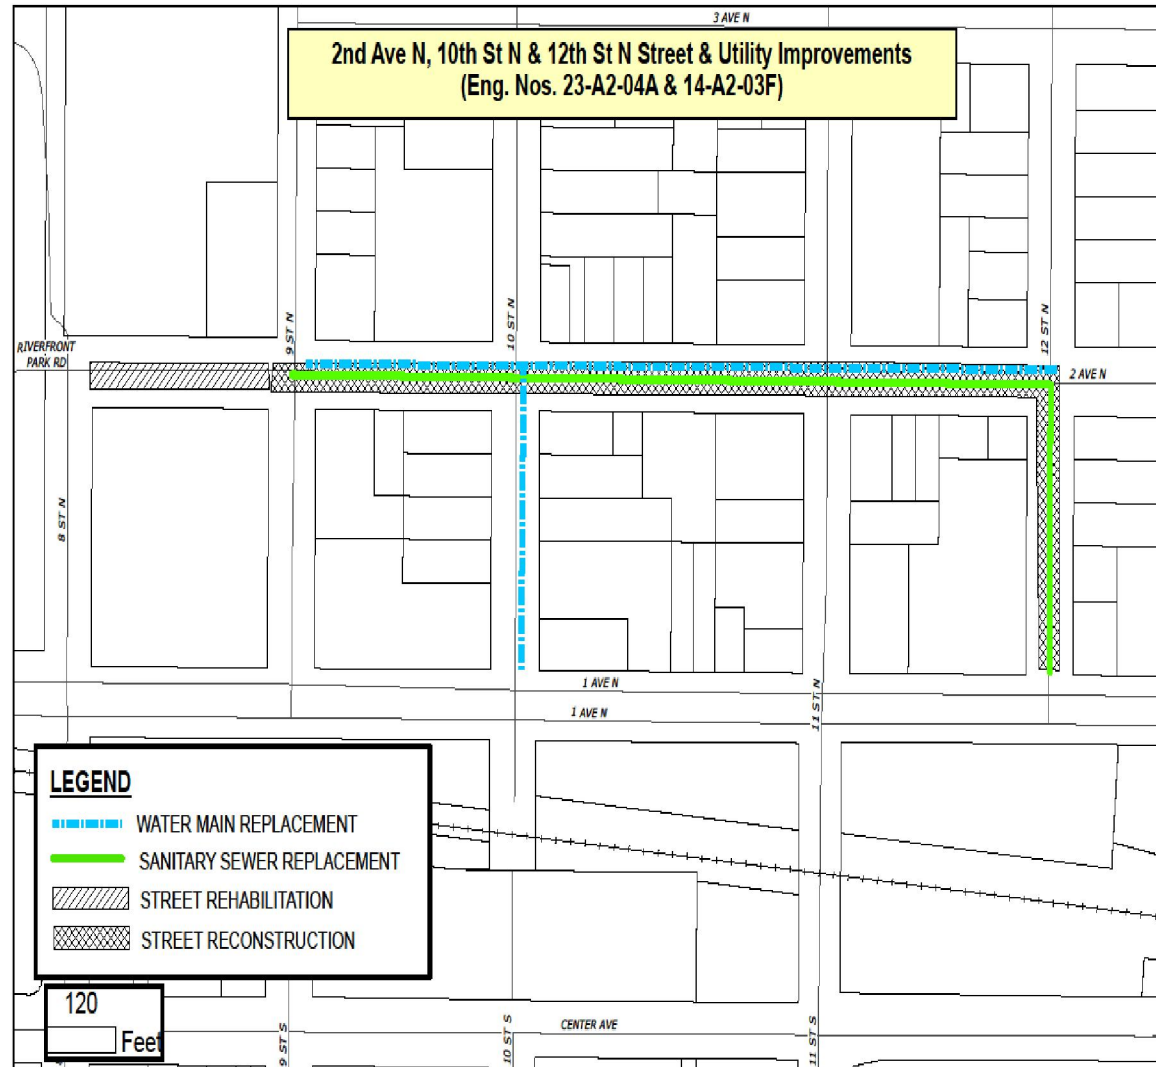 3 AVE N
2nd Ave N, 10th St N & 12th St N Street & Utility Improvements
(Eng. Nos. 23-A2-04A & 14-A2-03F)
RIVERFRONT
PARK RD
9 ST N
10 ST N
12 ST N
2 AVE N
8 ST N
1 AVE N
11 ST N
1 AVE N
LEGEND
WATER MAIN REPLACEMENT
SANITARY SEWER REPLACEMENT
STREET REHABILITATION
STREET RECONSTRUCTION
120
Feet
9 ST S
10 ST S
CENTER AVE
11 ST S